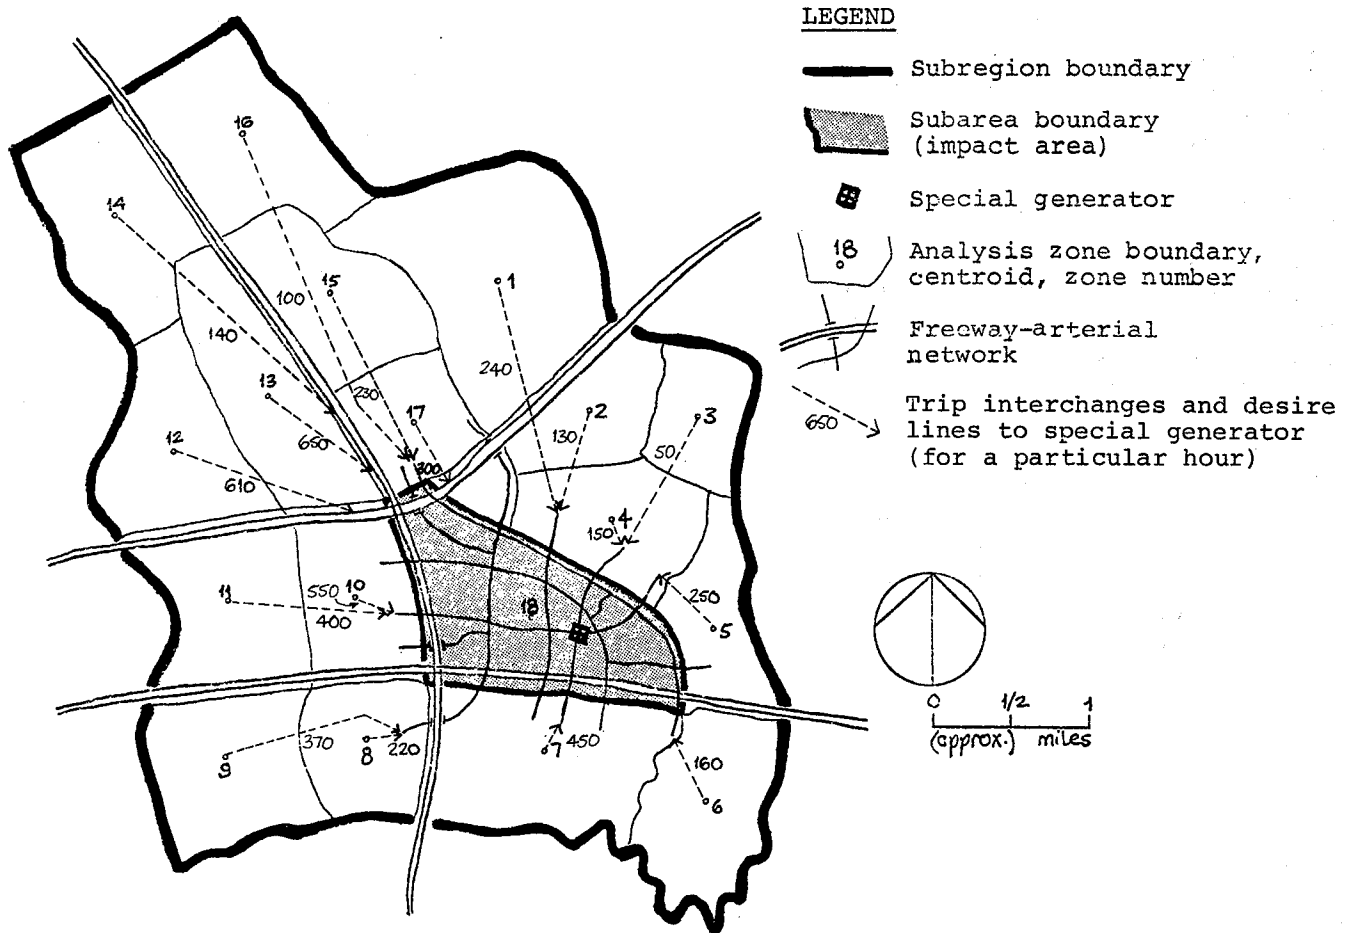 LEGEND
Subregion boundary
Subarea boundary
(impact area)
Special generator
18
Analysis zone boundary,
centroid, zone number
Freeway-arterial
network
650
Trip interchanges and desire
lines to special generator
(for a particular hour)
16
14
15
1
100
140
240
13
230
17
2
3
12
650
130
50
300
610
4
150
11
10
550
400
18
250
5
9
370
8
220
7
450
160
6
0 1/2 1
(approx.) miles